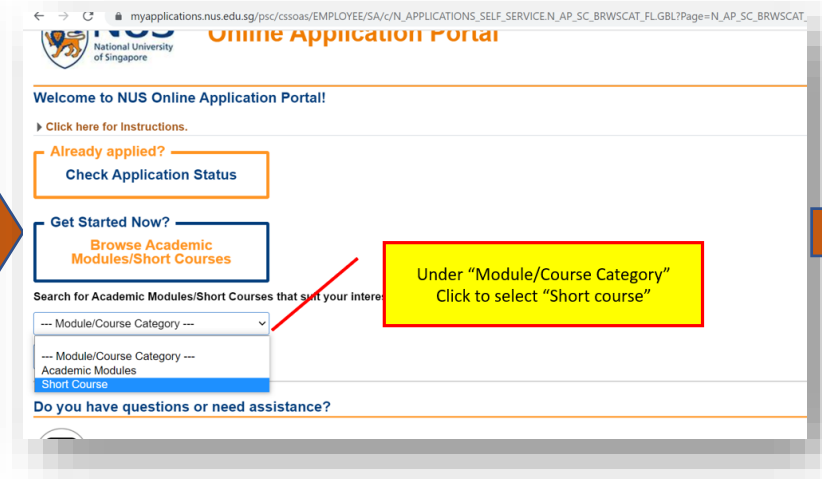 myapplications.nus.edu.sg/psc/cssoas/EMPLOYEE/SA/c/N_APPLICATIONS_SELF_SERVICE.N_AP_SC_BRWSCAT_FL.GBL?Page=N_AP_SC_BRWSCAT_
NUS
National University
of Singapore
Online Application Portal
Welcome to NUS Online Application Portal!
Click here for Instructions.
Already applied?
Check Application Status
Get Started Now?
Browse Academic
Modules/Short Courses
Under “Module/Course Category”
Click to select “Short course”
Search for Academic Modules/Short Courses that suit your intere
--- Module/Course Category ---
--- Module/Course Category ---
Academic Modules
Short Course
Do you have questions or need assistance?